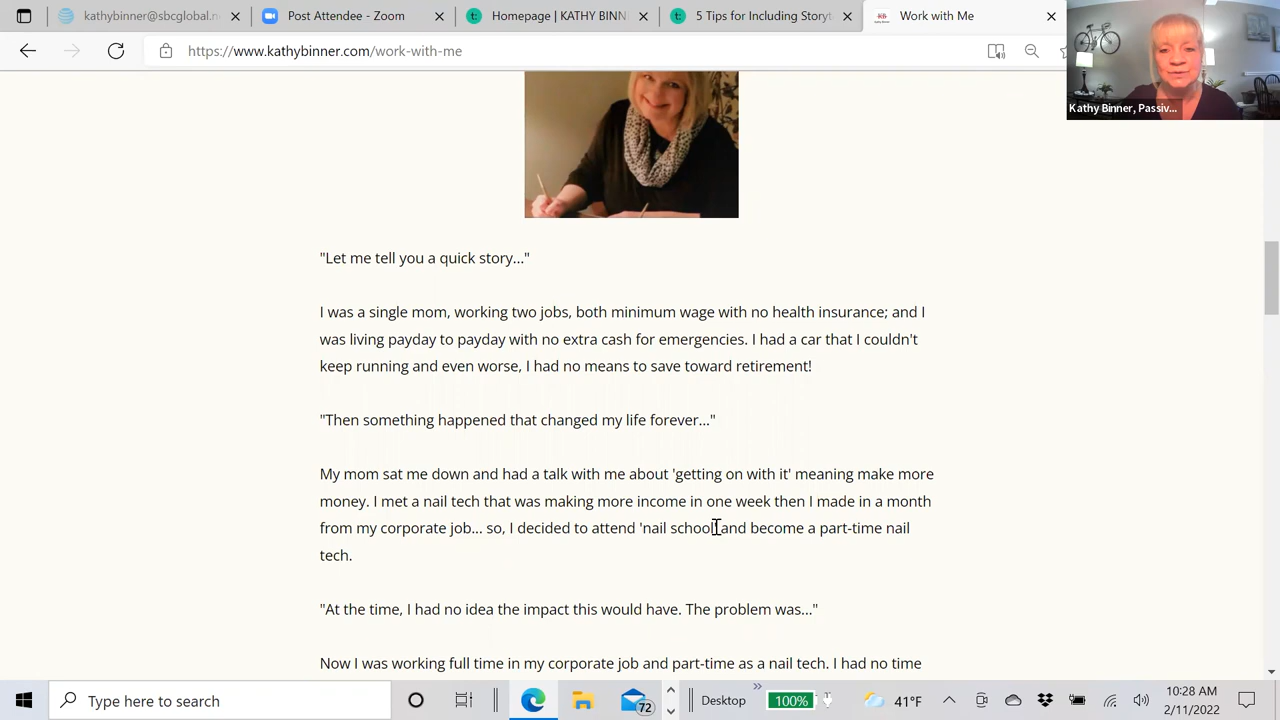 kathybinner@sbcglobal.ne
Post Attendee - Zoom
Homepage | KATHY BINN
5 Tips for Including Storyt
KB
Work with Me
https://www.kathybinner.com/work-with-me
Kathy Binner, Passiv...
"Let me tell you a quick story..."
I was a single mom, working two jobs, both minimum wage with no health insurance; and I
was living payday to payday with no extra cash for emergencies. I had a car that I couldn't
keep running and even worse, I had no means to save toward retirement!
"Then something happened that changed my life forever..."
My mom sat me down and had a talk with me about 'getting on with it' meaning make more
money. I met a nail tech that was making more income in one week then I made in a month
from my corporate job... so, I decided to attend 'nail school' and become a part-time nail
tech.
"At the time, I had no idea the impact this would have. The problem was..."
Now I was working full time in my corporate job and part-time as a nail tech. I had no time
Type here to search
72
Desktop
100%
41°F
10:28 AM
2/11/2022